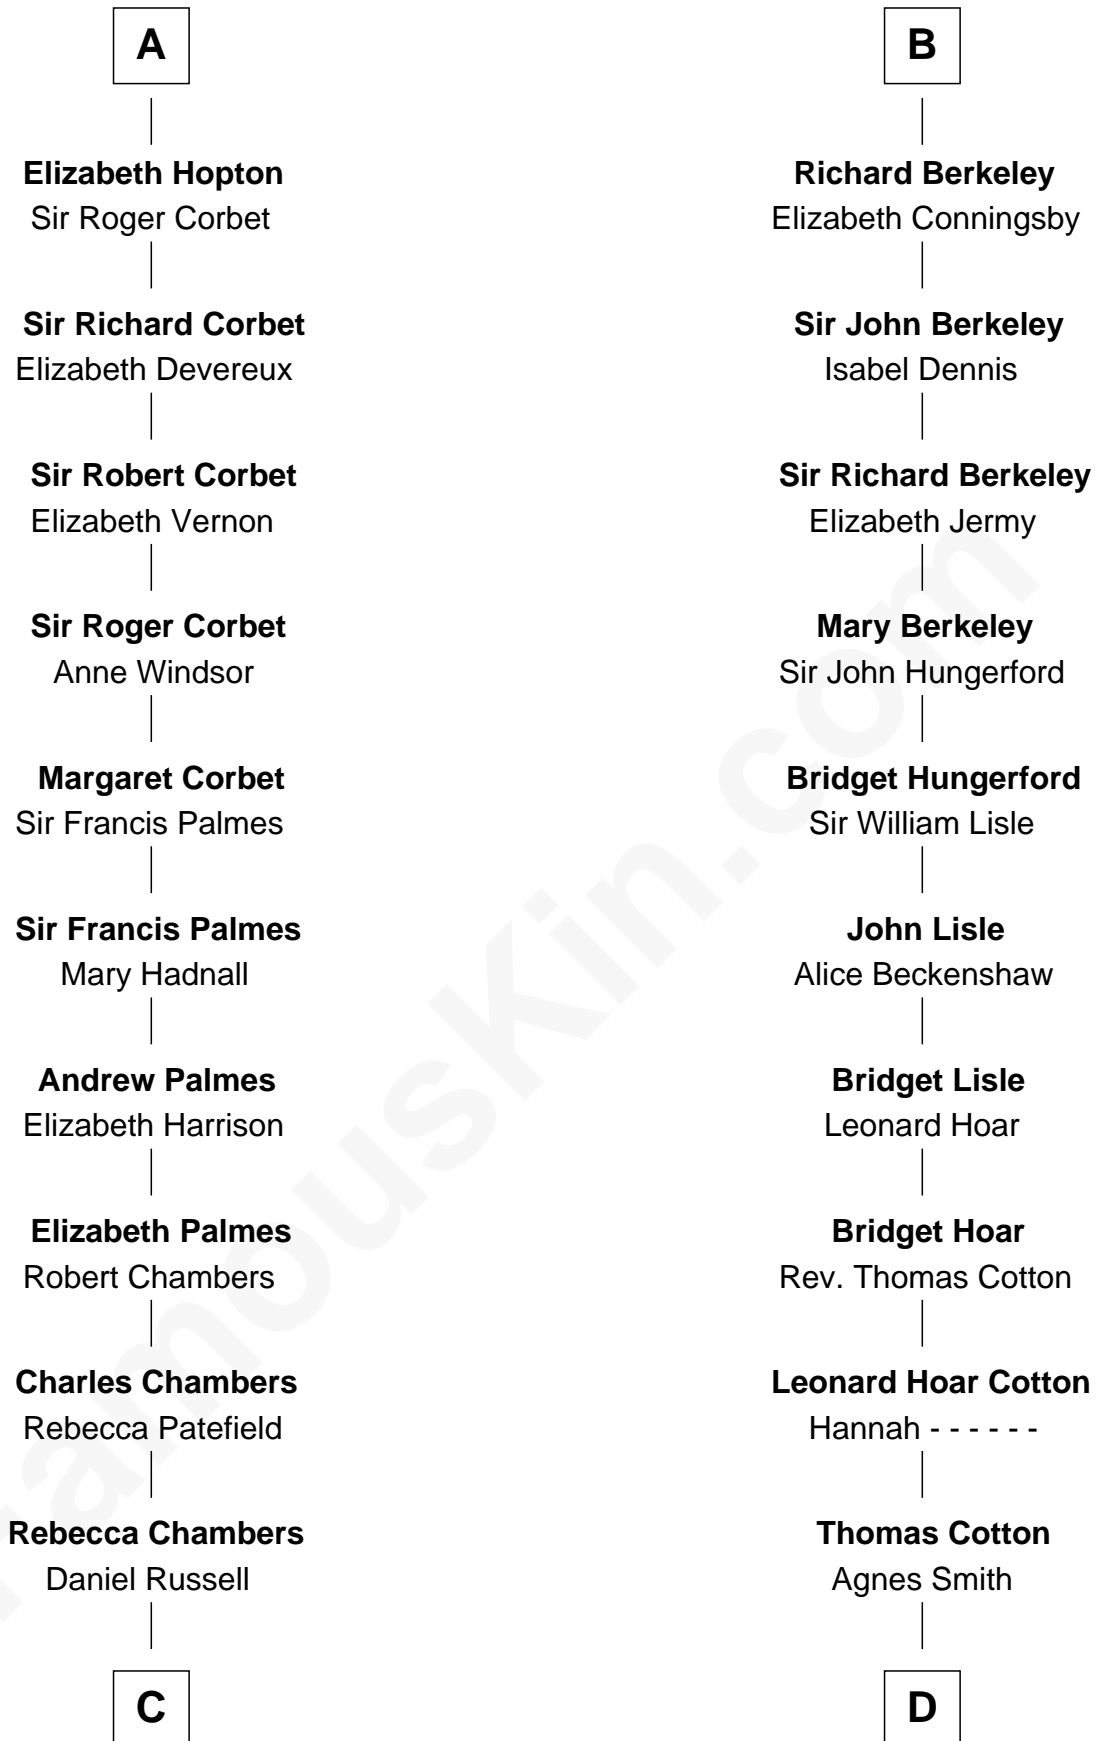 A
Elizabeth Hopton
Sir Roger Corbet
Sir Richard Corbet
Elizabeth Devereux
Sir Robert Corbet
Elizabeth Vernon
Sir Roger Corbet
Anne Windsor
Margaret Corbet
Sir Francis Palmes
Sir Francis Palmes
Mary Hadnall
Andrew Palmes
Elizabeth Harrison
Elizabeth Palmes
Robert Chambers
Charles Chambers
Rebecca Patefield
Rebecca Chambers
Daniel Russell
C
B
Richard Berkeley
Elizabeth Conningsby
Sir John Berkeley
Isabel Dennis
Sir Richard Berkeley
Elizabeth Jermy
Mary Berkeley
Sir John Hungerford
Bridget Hungerford
Sir William Lisle
John Lisle
Alice Beckenshaw
Bridget Lisle
Leonard Hoar
Bridget Hoar
Rev. Thomas Cotton
Leonard Hoar Cotton
Hannah - - - - - -
Thomas Cotton
Agnes Smith
D
FamousKin.com